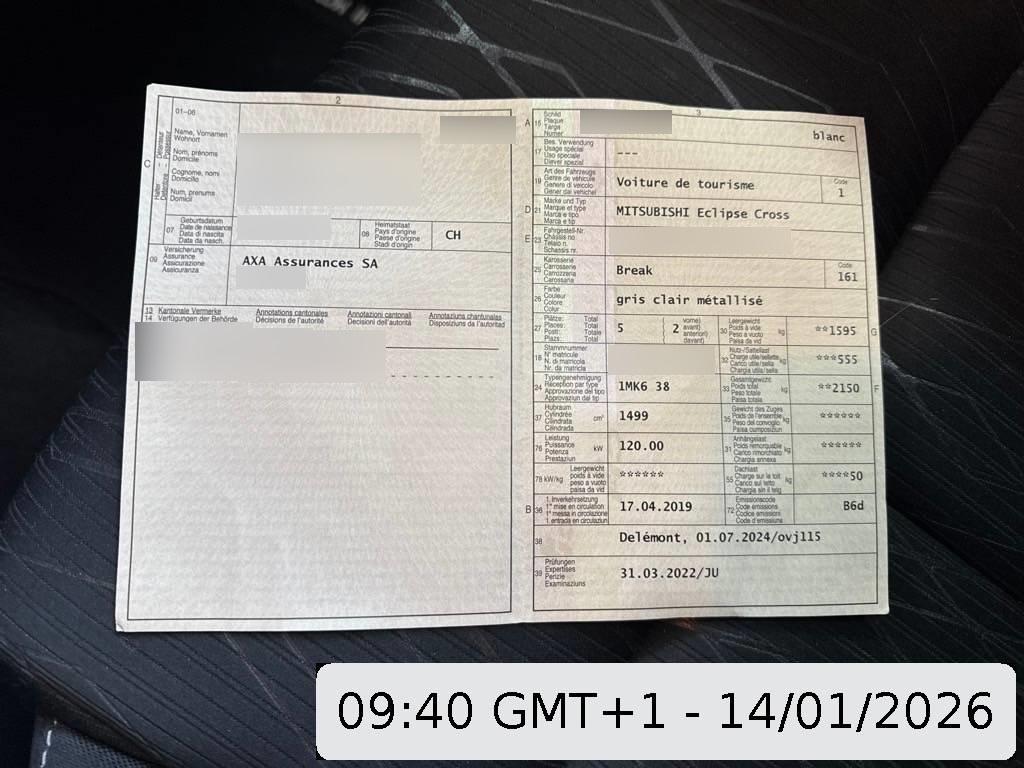 2
01-06
C
Halter - Détenteur
Detentore - Possessur
Name, Vornamen
Wohnort
Nom, prénoms
Domicile
Cognome, nomi
Domicilio
Num, prenums
Domicil
07
Geburtsdatum
Date de naissance
Data di nascita
Data da nasch.
08
Heimatstaat
Pays d'origine
Paese d'origine
Stadi d'origin
CH
09
Versicherung
Assurance
Assicurazione
Assicuranza
AXA Assurances SA
13
14
Kantonale Vermerke
Verfügungen der Behörde
Annotations cantonales
Décisions de l'autorité
Annotazioni cantonali
Decisioni dell'autorità
Annotaziuns chantunalas
Disposiziuns da l'autoritad
3
A
15
Schild
Plaque
Targa
Numer
blanc
17
Bes. Verwendung
Usage spécial
Uso speciale
Diever spezial
---
19
Art des Fahrzeugs
Genre de véhicule
Genere di veicolo
Gener dal vehichel
Voiture de tourisme
Code
1
D
21
Marke und Typ
Marque et type
Marca e tipo
Marca e tip
MITSUBISHI Eclipse Cross
E
23
Fahrgestell-Nr.
Châssis no
Telaio n.
Schassis nr.
25
Karosserie
Carrosserie
Carrozzeria
Carossaria
Break
Code
161
26
Farbe
Couleur
Colore
Colur
gris clair métallisé
27
Plätze: Total
Places: Total
Posti: Totale
Plazs: Total
5
2
vorne)
avant)
anteriori)
davant)
30
Leergewicht
Poids à vide
Peso a vuoto
Paisa da vid
kg
**1595
G
18
Stammnummer
N° matricule
N. di matricola
Nr. da matricla
32
Nutz-/Sattellast
Charge utile/sellette
Carico utile/sella
Chargia utila/sella
kg
***555
24
Typengenehmigung
Réception par type
Approvazione del tipo
Approvaziun dal tip
1MK6 38
33
Gesamtgewicht
Poids total
Peso totale
Paisa totala
kg
**2150
F
37
Hubraum
Cylindrée
Cilindrata
Cilindrada
cm³
1499
35
Gewicht des Zuges
Poids de l'ensemble
Peso del convoglio
Paisa cumposiziun
kg
******
76
Leistung
Puissance
Potenza
Prestaziun
kW
120.00
31
Anhängelast
Poids remorquable
Carico rimorchiato
Chargia annexa
kg
******
78 kW/kg
Leergewicht
poids à vide
peso a vuoto
paisa da vid
******
55
Dachlast
Charge sur le toit
Carico sul tetto
Chargia sin il tetg
kg
****50
B
36
1. Inverkehrsetzung
1re mise en circulation
1a messa in circolazione
1. entrada en circulaziun
17.04.2019
72
Emissionscode
Code émissions
Codice emissioni
Code d'emissiuns
B6d
38
Delémont, 01.07.2024/ovj115
39
Prüfungen
Expertises
Perizie
Examinaziuns
31.03.2022/JU
09:40 GMT+1 - 14/01/2026